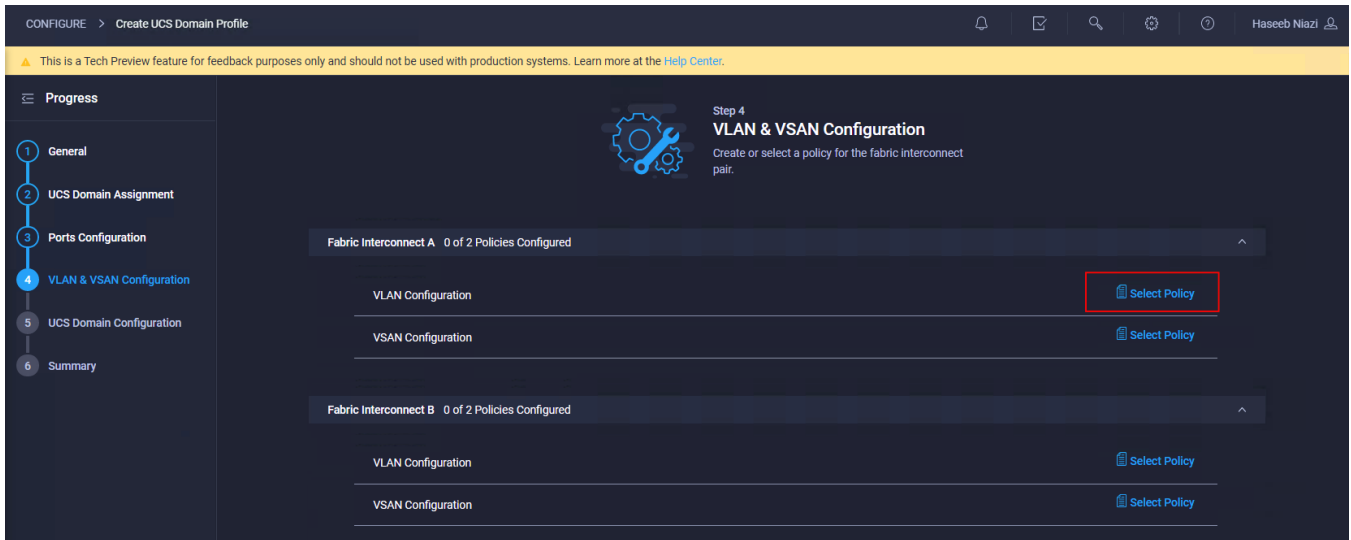 CONFIGURE > Create UCS Domain Profile
Haseeb Niazi
This is a Tech Preview feature for feedback purposes only and should not be used with production systems. Learn more at the Help Center.
Progress
1 General
2 UCS Domain Assignment
3 Ports Configuration
4 VLAN & VSAN Configuration
5 UCS Domain Configuration
6 Summary
Step 4
VLAN & VSAN Configuration
Create or select a policy for the fabric interconnect
pair.
Fabric Interconnect A 0 of 2 Policies Configured
VLAN Configuration Select Policy
VSAN Configuration Select Policy
Fabric Interconnect B 0 of 2 Policies Configured
VLAN Configuration Select Policy
VSAN Configuration Select Policy